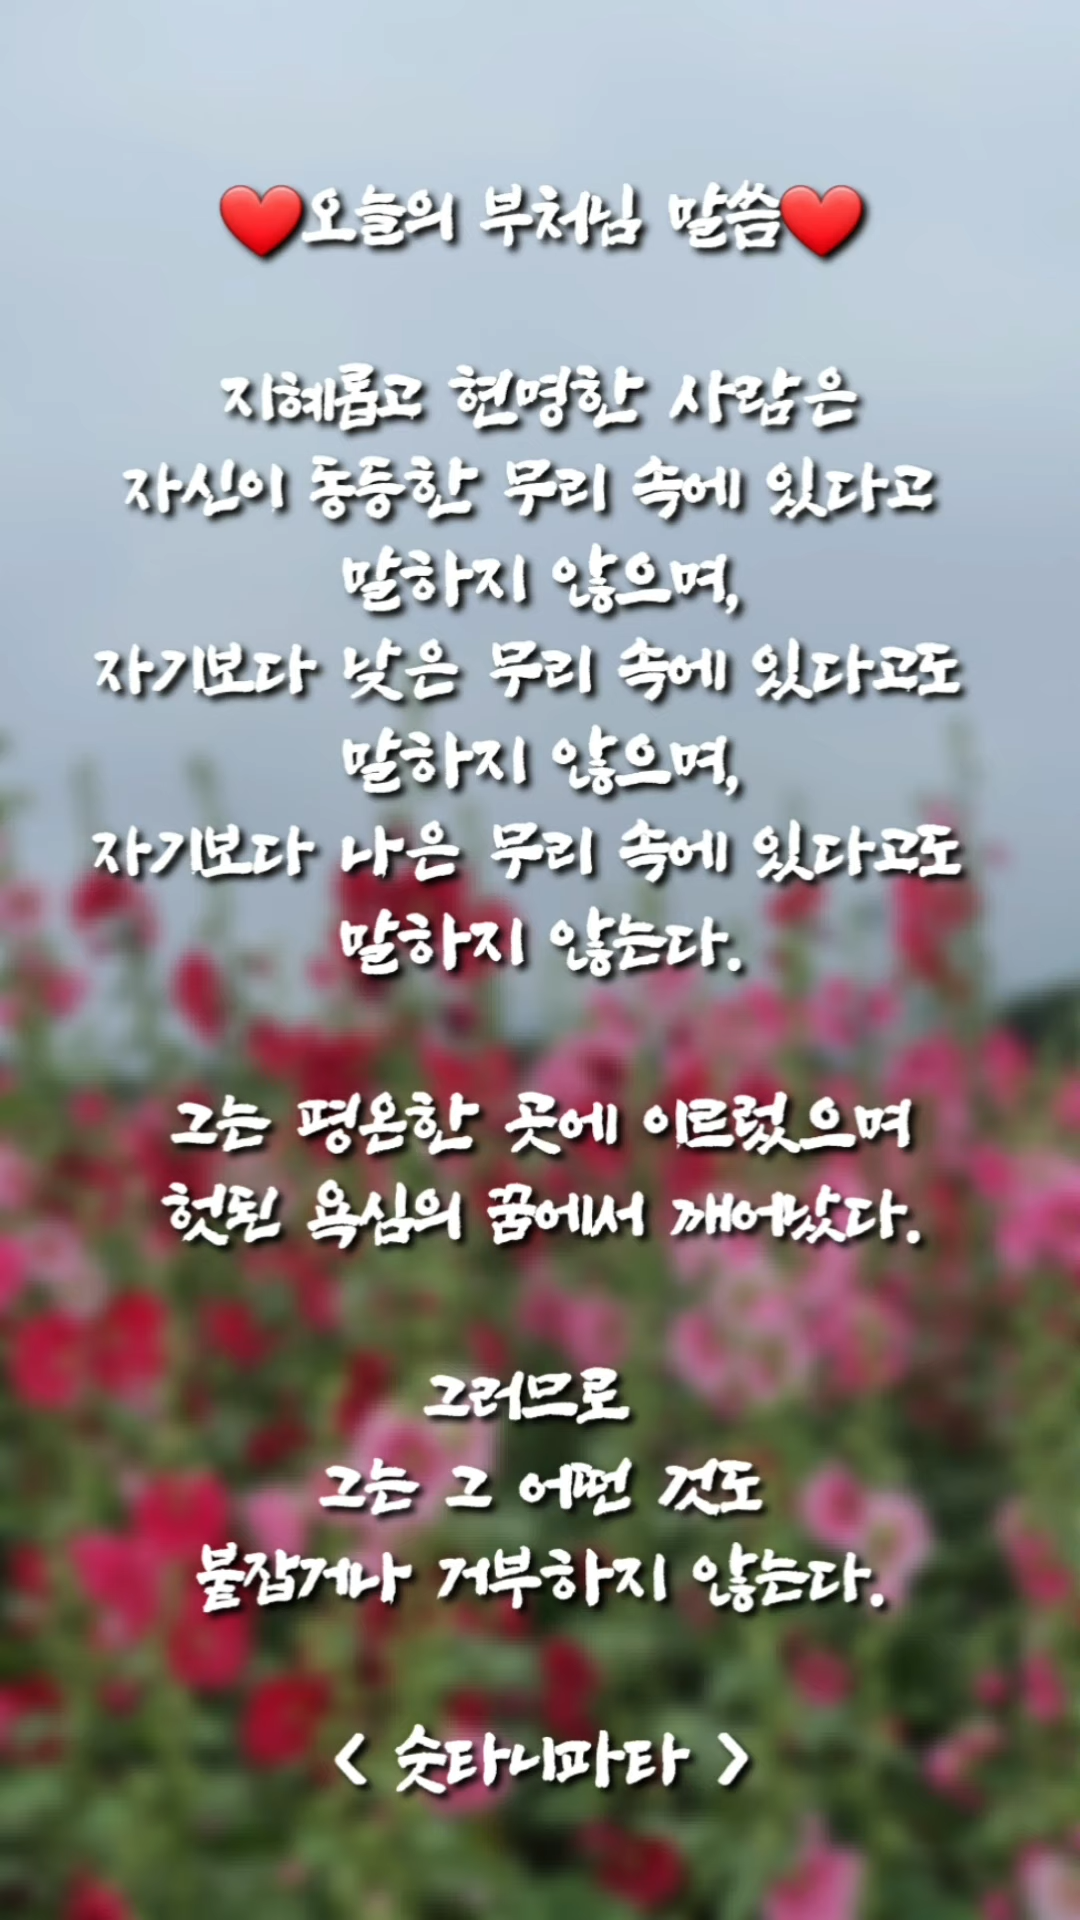 ❤️오늘의 부처님 말씀❤️
지혜롭고 현명한 사람은
자신이 동등한 무리 속에 있다고
말하지 않으며,
자기보다 낮은 무리 속에 있다고도
말하지 않으며,
자기보다 나은 무리 속에 있다고도
말하지 않는다.
그는 평온한 곳에 이르렀으며
헛된 욕심의 꿈에서 깨어났다.
그러므로
그는 그 어떤 것도
붙잡거나 거부하지 않는다.
< 숫타니파타 >